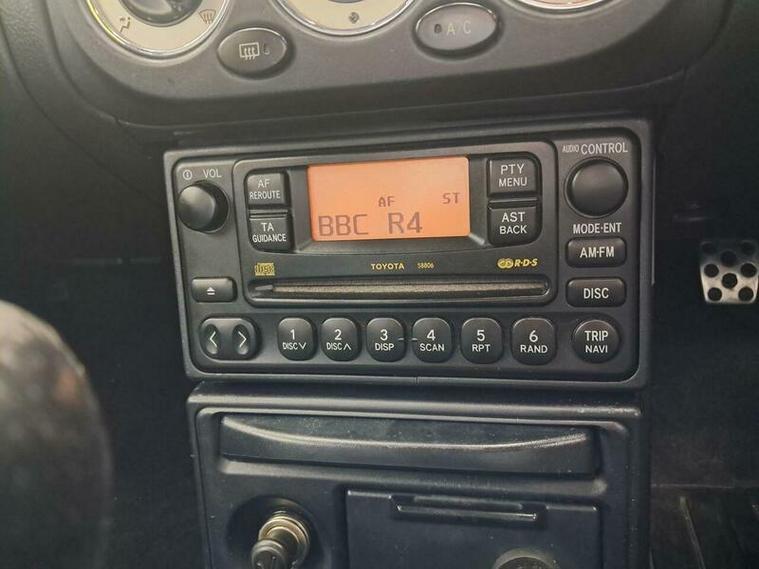 A/C
VOL
AF
REROUTE
TA
GUIDANCE
AF
ST
BBC R4
PTY
MENU
AST
BACK
AUDIO CONTROL
MODE·ENT
AM·FM
DISC
TOYOTA 58806
R·D·S
1
DISC∨
2
DISC∧
3
DISP
4
SCAN
5
RPT
6
RAND
TRIP
NAVI